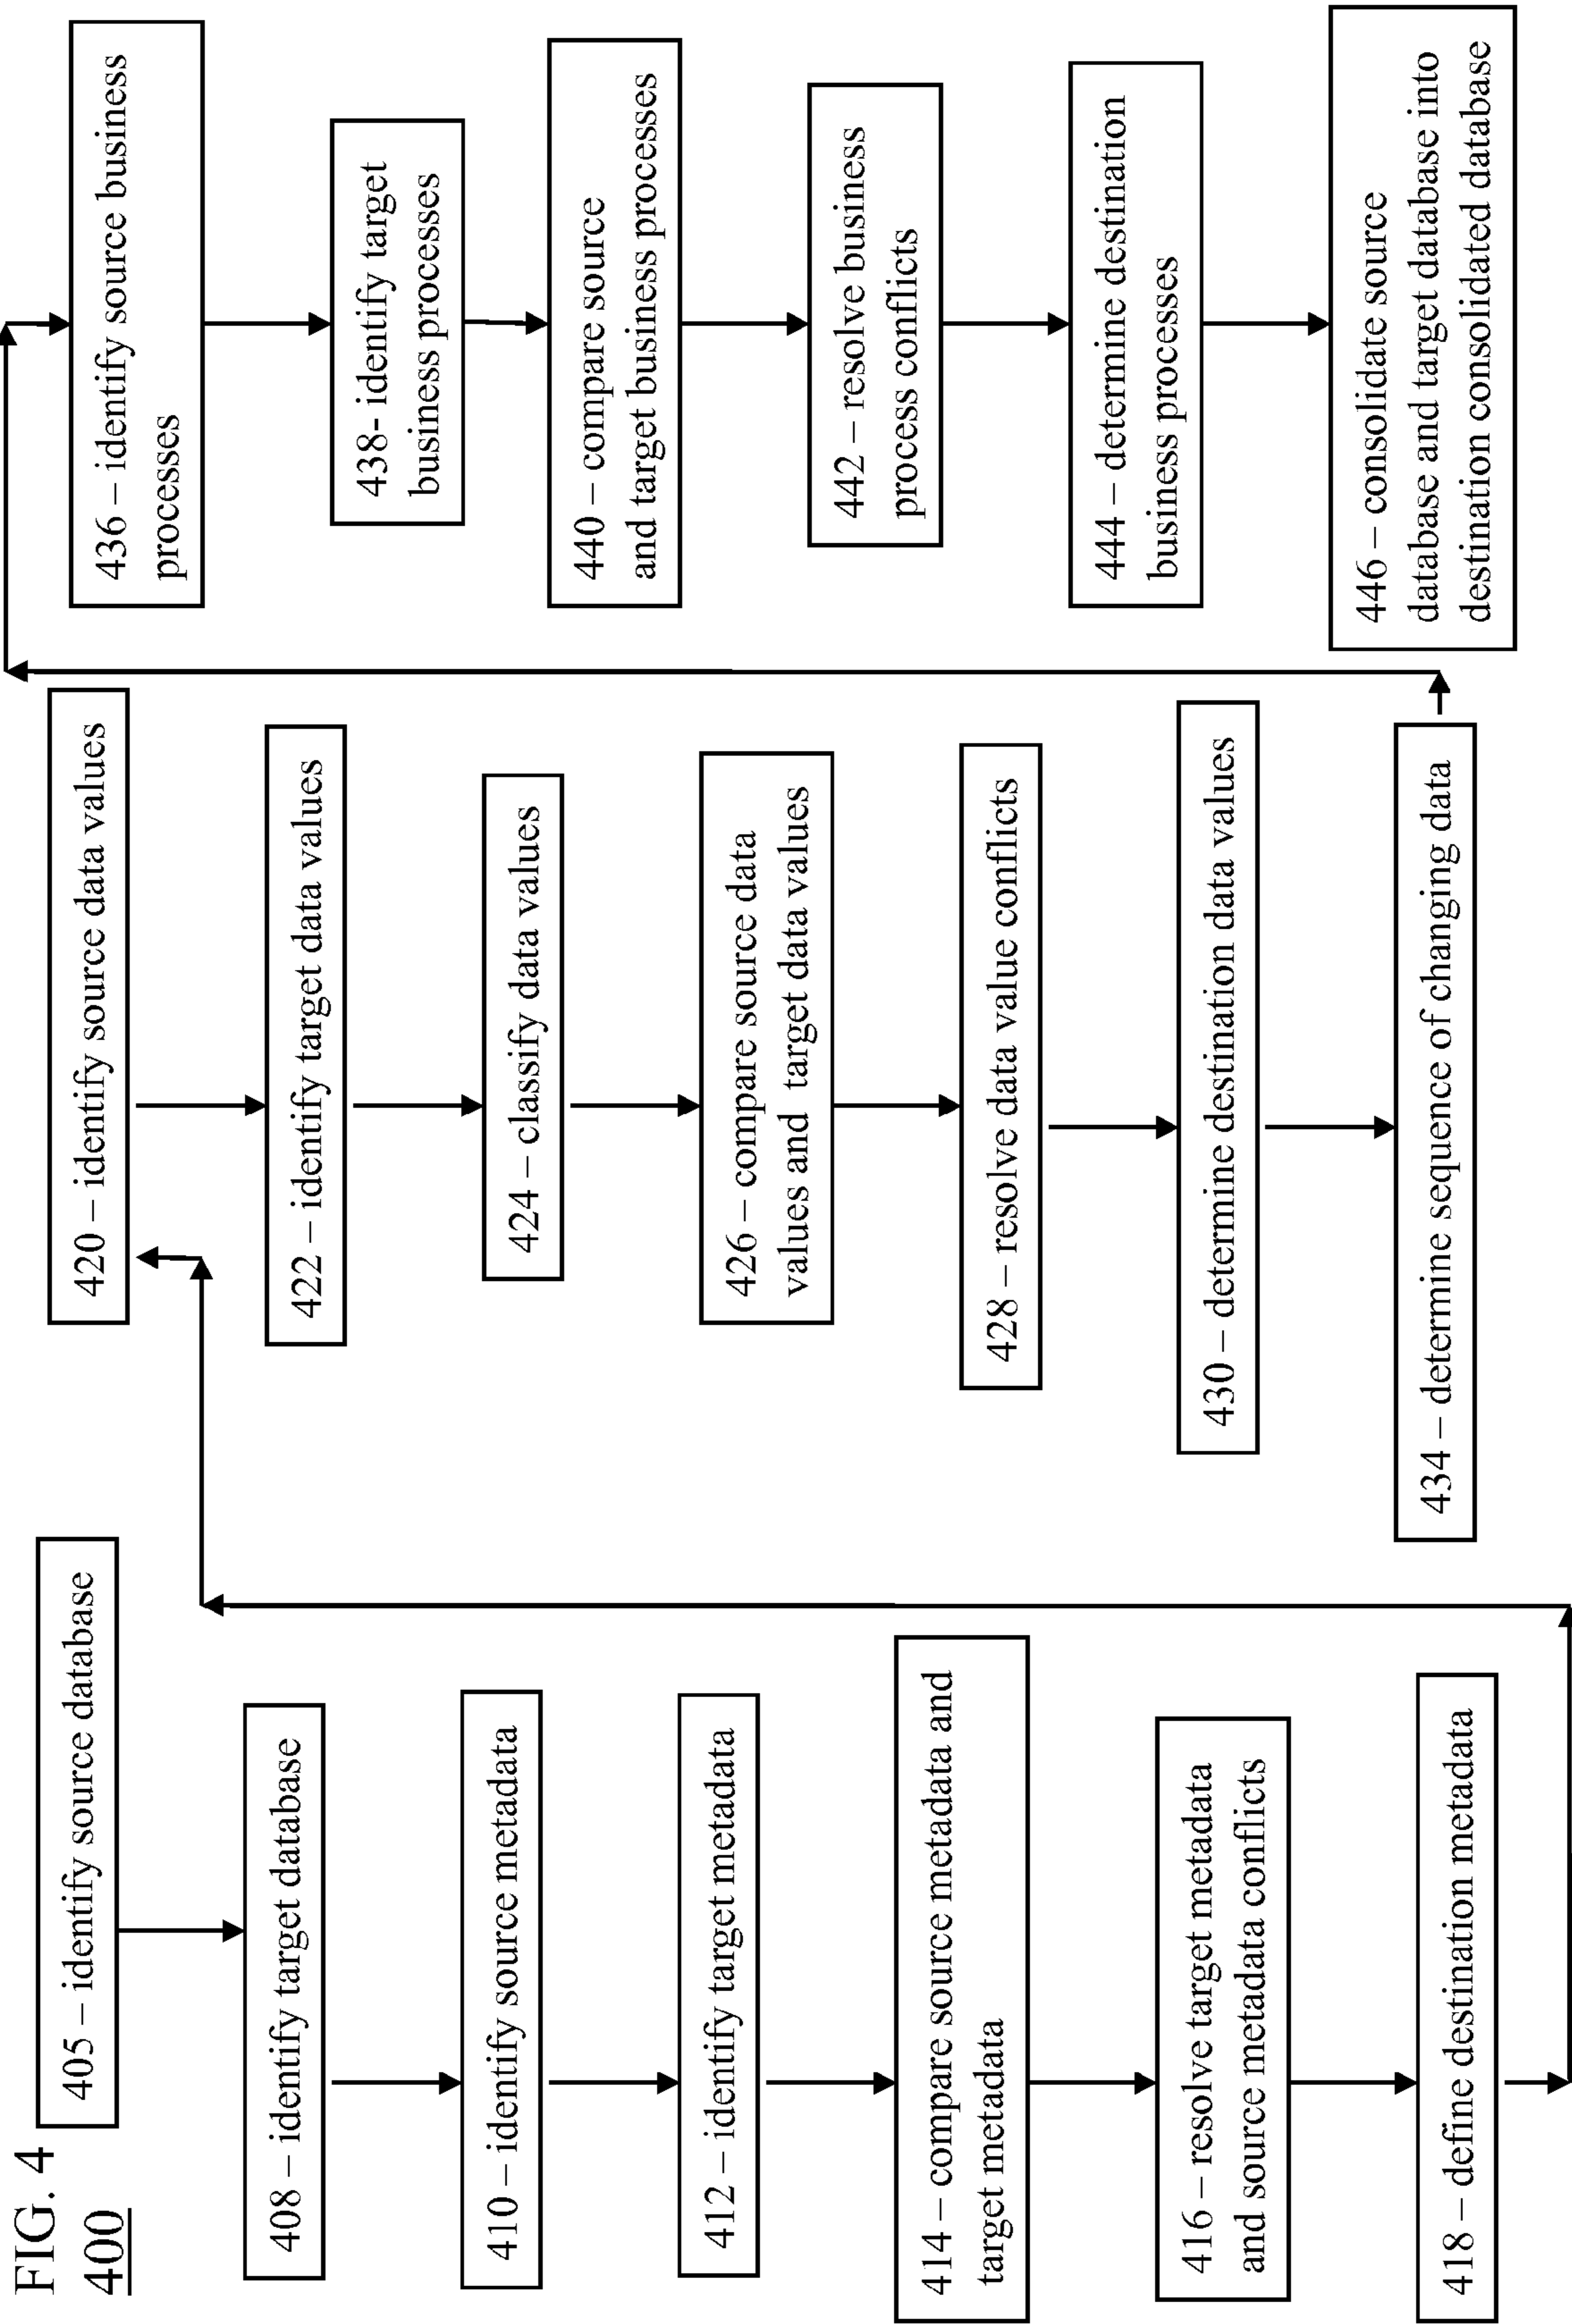 FIG. 4
400
405 – identify source database
408 – identify target database
410 – identify source metadata
412 – identify target metadata
414 – compare source metadata and
target metadata
416 – resolve target metadata
and source metadata conflicts
418 – define destination metadata
420 – identify source data values
422 – identify target data values
424 – classify data values
426 – compare source data
values and target data values
428 – resolve data value conflicts
430 – determine destination data values
434 – determine sequence of changing data
436 – identify source business
processes
438- identify target
business processes
440 – compare source
and target business processes
442 – resolve business
process conflicts
444 – determine destination
business processes
446 – consolidate source
database and target database into
destination consolidated database